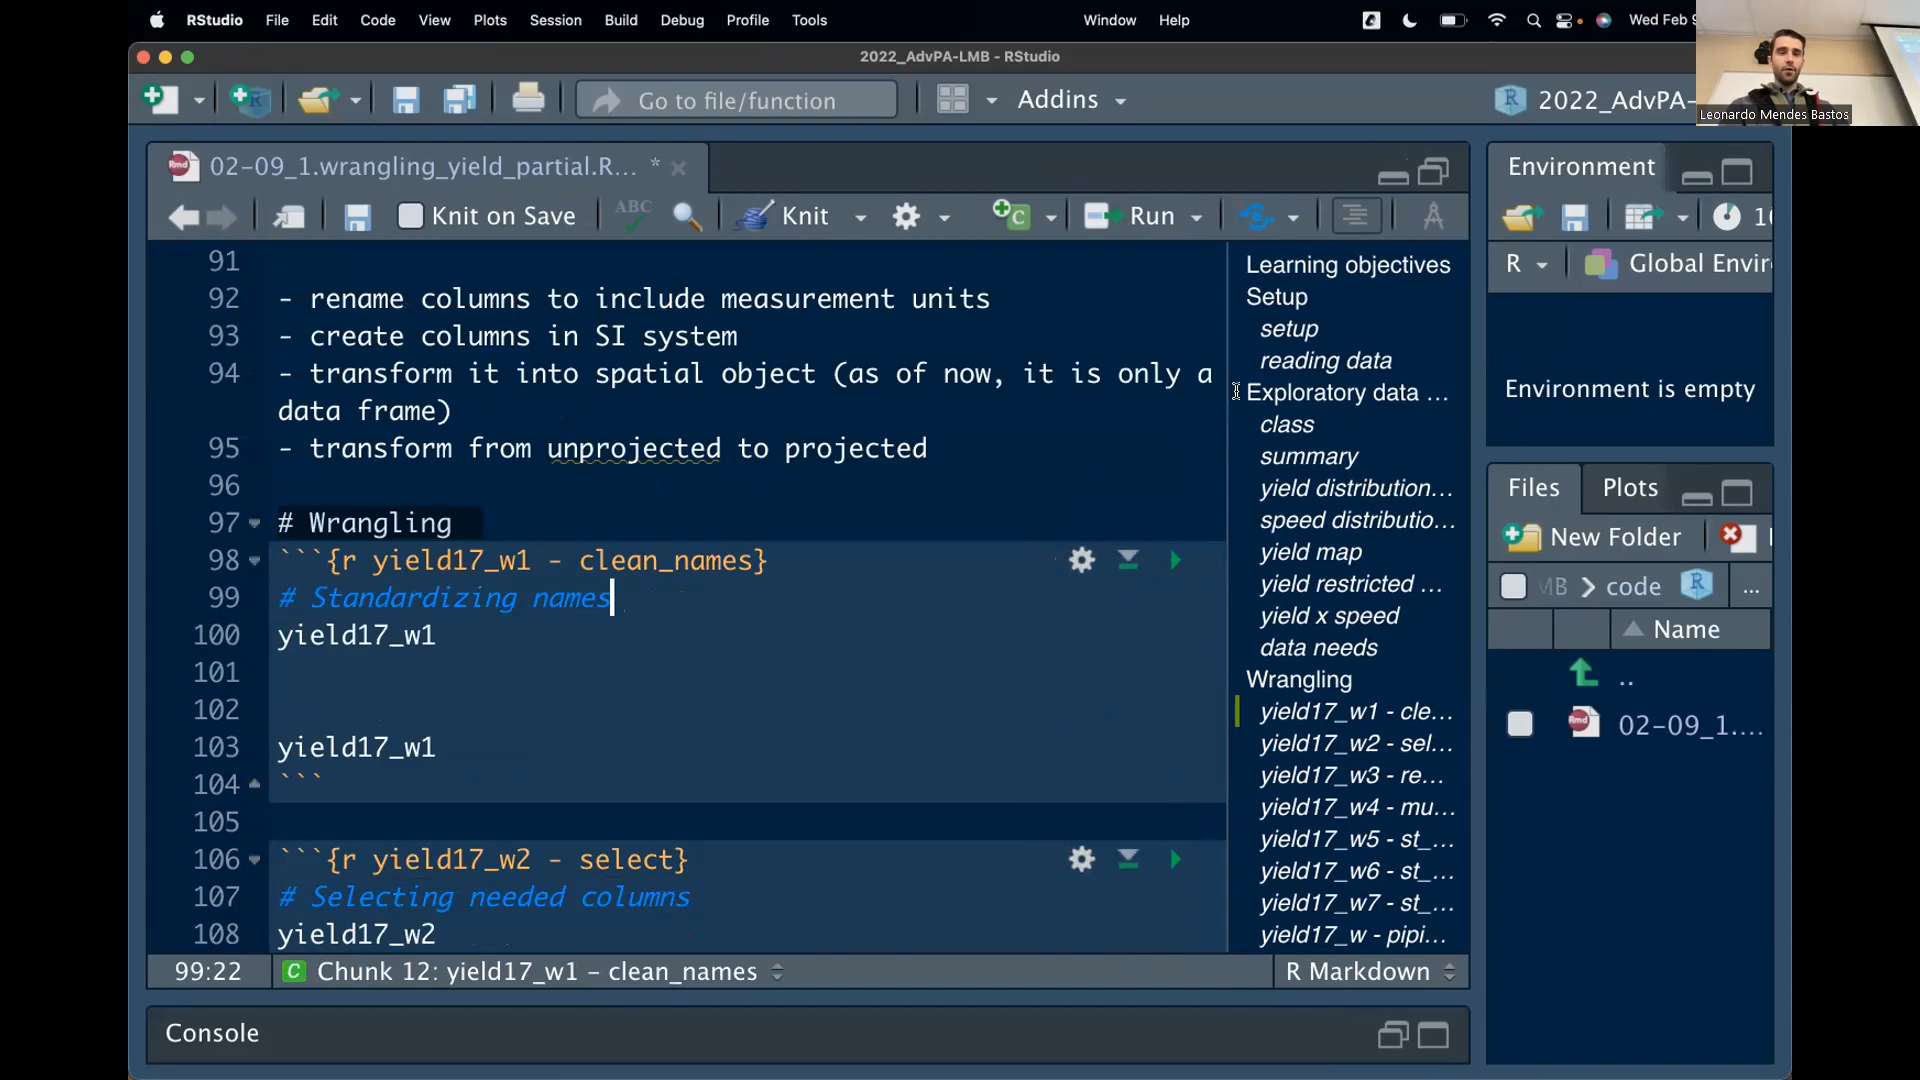 RStudio File Edit Code View Plots Session Build Debug Profile Tools Window Help Wed Feb 9
2022_AdvPA-LMB - RStudio
Go to file/function Addins 2022_AdvPA-
Leonardo Mendes Bastos
02-09_1.wrangling_yield_partial.R... *
Knit on Save ABC Knit Run
91
92 - rename columns to include measurement units
93 - create columns in SI system
94 - transform it into spatial object (as of now, it is only a
data frame)
95 - transform from unprojected to projected
96
97 # Wrangling
98 ```{r yield17_w1 - clean_names}
99 # Standardizing names
100 yield17_w1
101
102
103 yield17_w1
104 ```
105
106 ```{r yield17_w2 - select}
107 # Selecting needed columns
108 yield17_w2
99:22 Chunk 12: yield17_w1 - clean_names R Markdown
Console
Learning objectives
Setup
setup
reading data
Exploratory data ...
class
summary
yield distribution...
speed distributio...
yield map
yield restricted ...
yield x speed
data needs
Wrangling
yield17_w1 - cle...
yield17_w2 - sel...
yield17_w3 - re...
yield17_w4 - mu...
yield17_w5 - st_...
yield17_w6 - st_...
yield17_w7 - st_...
yield17_w - pipi...
Environment
R Global Envir
Environment is empty
Files Plots
New Folder
MB code R ...
Name
..
02-09_1....